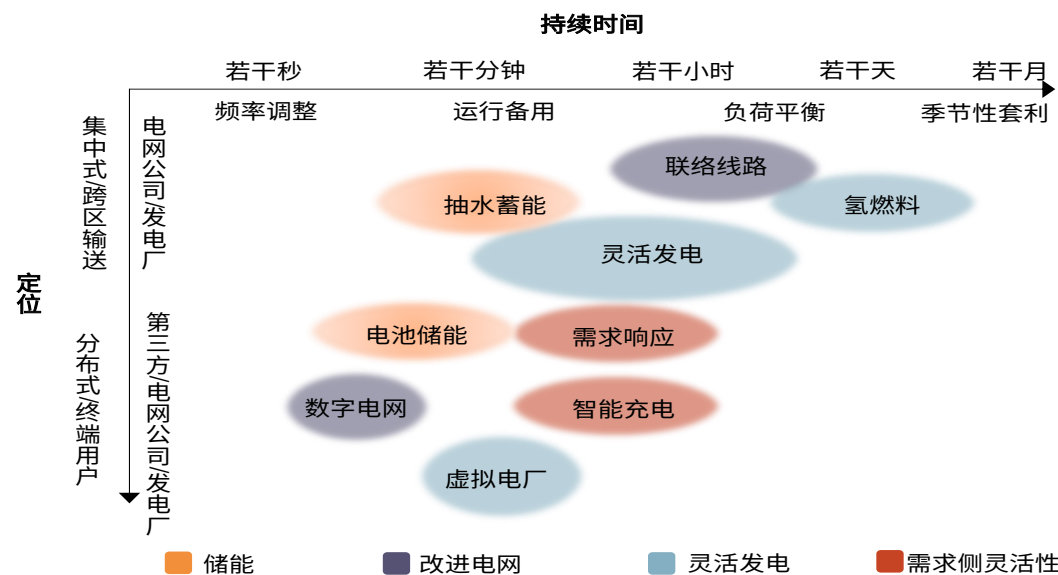 持续时间
若干秒
若干分钟
若干小时
若干天
若干月
频率调整
运行备用
负荷平衡
季节性套利
定位
集中式跨区输送
电网公司/发电厂
分布式/终端用户
第三方/电网公司/发电厂
联络线路
抽水蓄能
氢燃料
灵活发电
电池储能
需求响应
数字电网
智能充电
虚拟电厂
储能
改进电网
灵活发电
需求侧灵活性